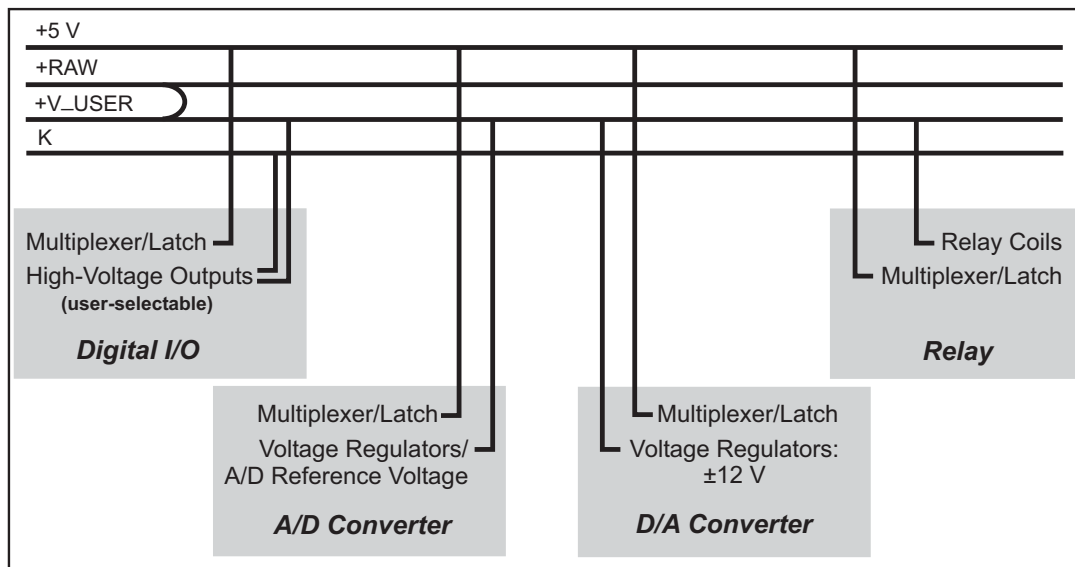 +5 V
+RAW
+V_USER
K
Multiplexer/Latch
High-Voltage Outputs
(user-selectable)
Digital I/O
Relay Coils
Multiplexer/Latch
Relay
Multiplexer/Latch
Voltage Regulators/
A/D Reference Voltage
A/D Converter
Multiplexer/Latch
Voltage Regulators:
±12 V
D/A Converter